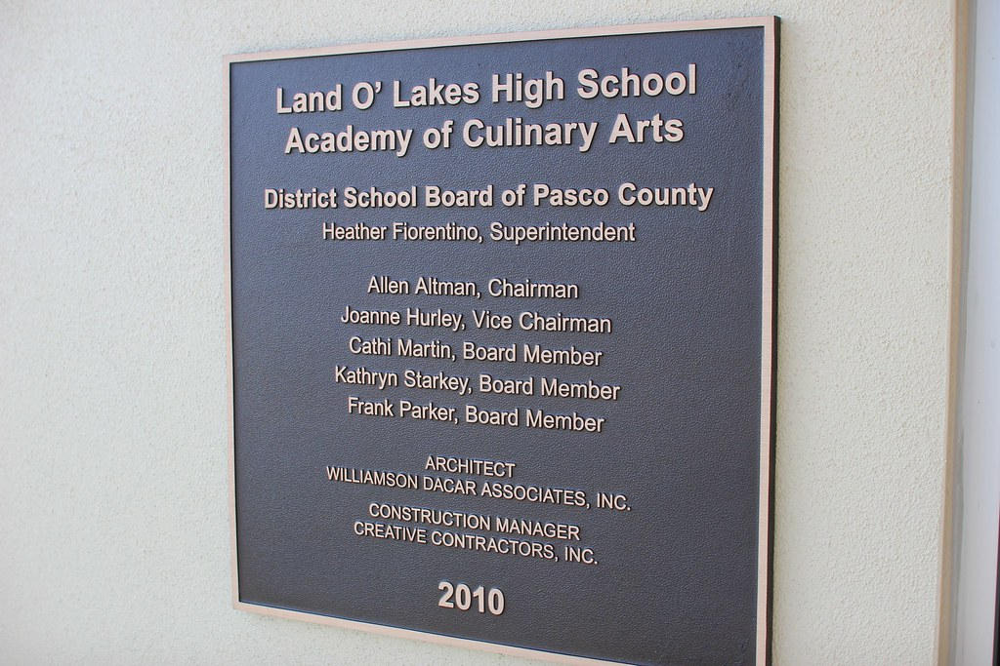 Land O' Lakes High School
Academy of Culinary Arts
District School Board of Pasco County
Heather Fiorentino, Superintendent
Allen Altman, Chairman
Joanne Hurley, Vice Chairman
Cathi Martin, Board Member
Kathryn Starkey, Board Member
Frank Parker, Board Member
ARCHITECT
WILLIAMSON DACAR ASSOCIATES, INC.
CONSTRUCTION MANAGER
CREATIVE CONTRACTORS, INC.
2010